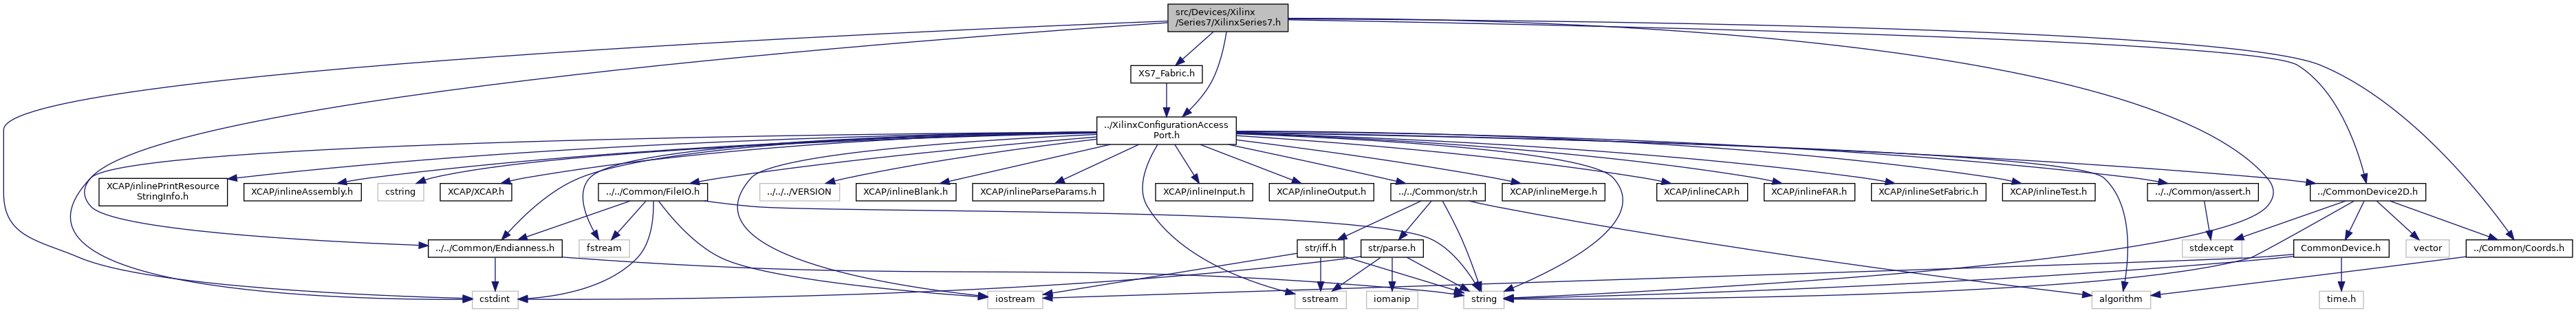 src/Devices/Xilinx
/Series7/XilinxSeries7.h
XS7_Fabric.h
../XilinxConfigurationAccess
Port.h
XCAP/inlinePrintResource
StringInfo.h
XCAP/inlineAssembly.h
cstring
XCAP/XCAP.h
../../Common/FileIO.h
../../../VERSION
XCAP/inlineBlank.h
XCAP/inlineParseParams.h
XCAP/inlineInput.h
XCAP/inlineOutput.h
../../Common/str.h
XCAP/inlineMerge.h
XCAP/inlineCAP.h
XCAP/inlineFAR.h
XCAP/inlineSetFabric.h
XCAP/inlineTest.h
../../Common/assert.h
../CommonDevice2D.h
../../Common/Endianness.h
fstream
str/iff.h
str/parse.h
stdexcept
CommonDevice.h
vector
../Common/Coords.h
cstdint
iostream
sstream
iomanip
string
algorithm
time.h